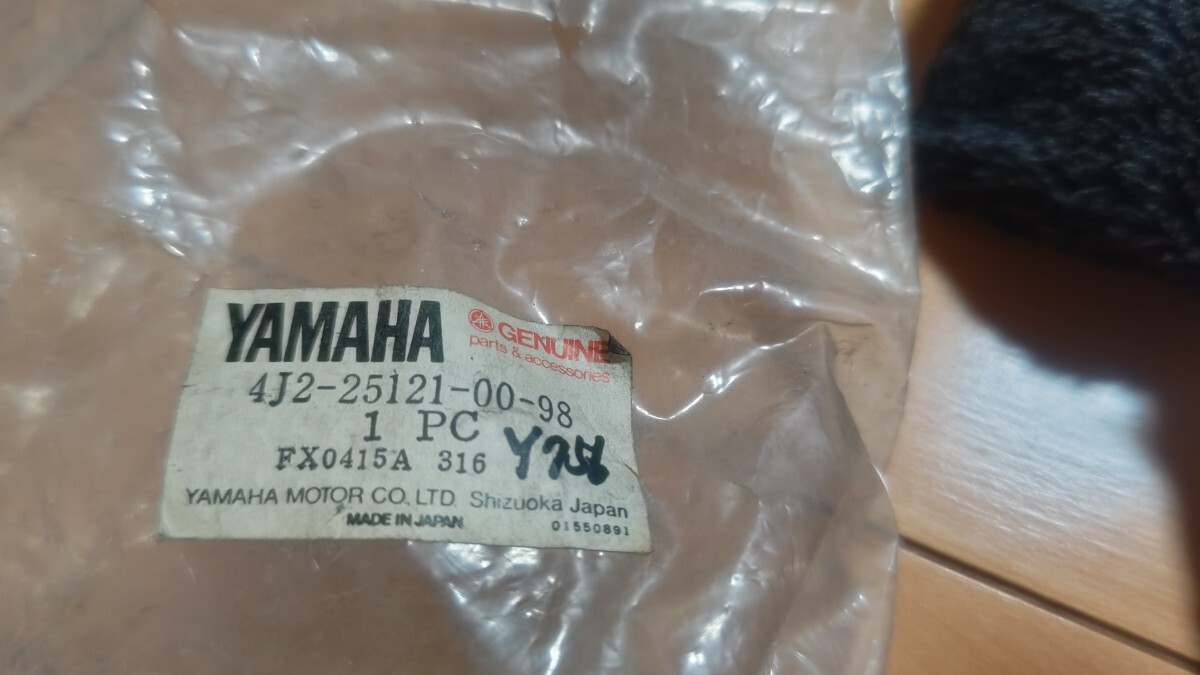 YAMAHA GENUINE
parts & accessories
4J2-25121-00-98
1 PC
FX0415A 316
YAMAHA MOTOR CO., LTD. Shizuoka Japan
MADE IN JAPAN 01550891